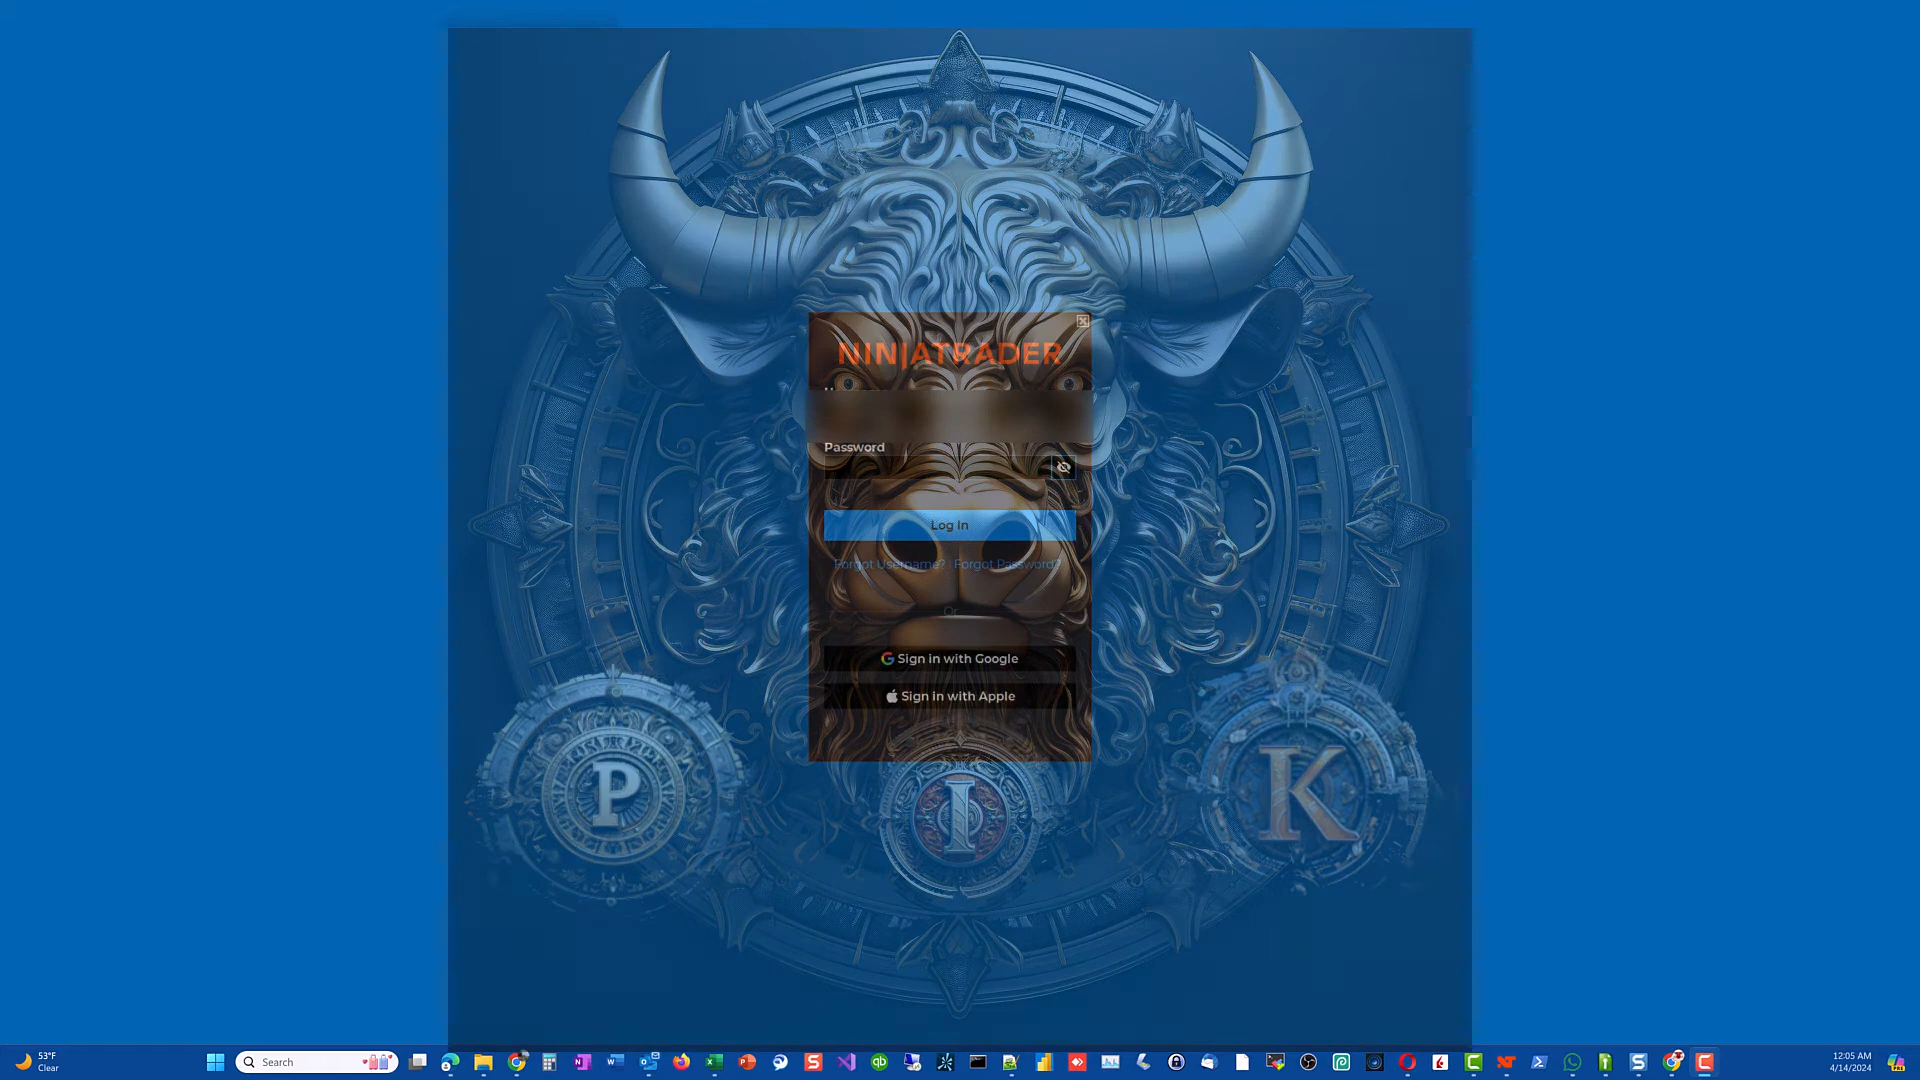 NINJATRADER
Password
Log In
Forgot Username? Forgot Password?
Or
Sign in with Google
Sign in with Apple
P
I
K
53°F
Clear
Search
12:05 AM
4/14/2024